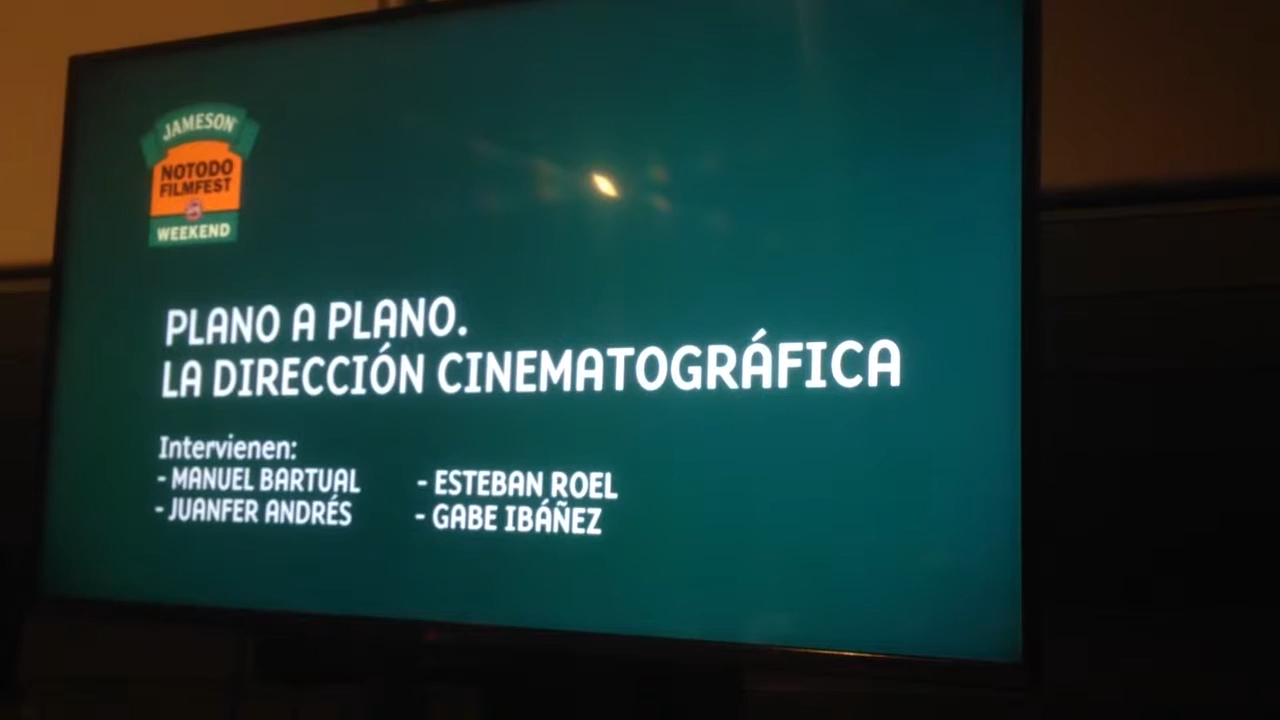 JAMESON
NOTODO
FILMFEST
WEEKEND
PLANO A PLANO.
LA DIRECCIÓN CINEMATOGRÁFICA
Intervienen:
- MANUEL BARTUAL
- JUANFER ANDRÉS
- ESTEBAN ROEL
- GABE IBÁÑEZ